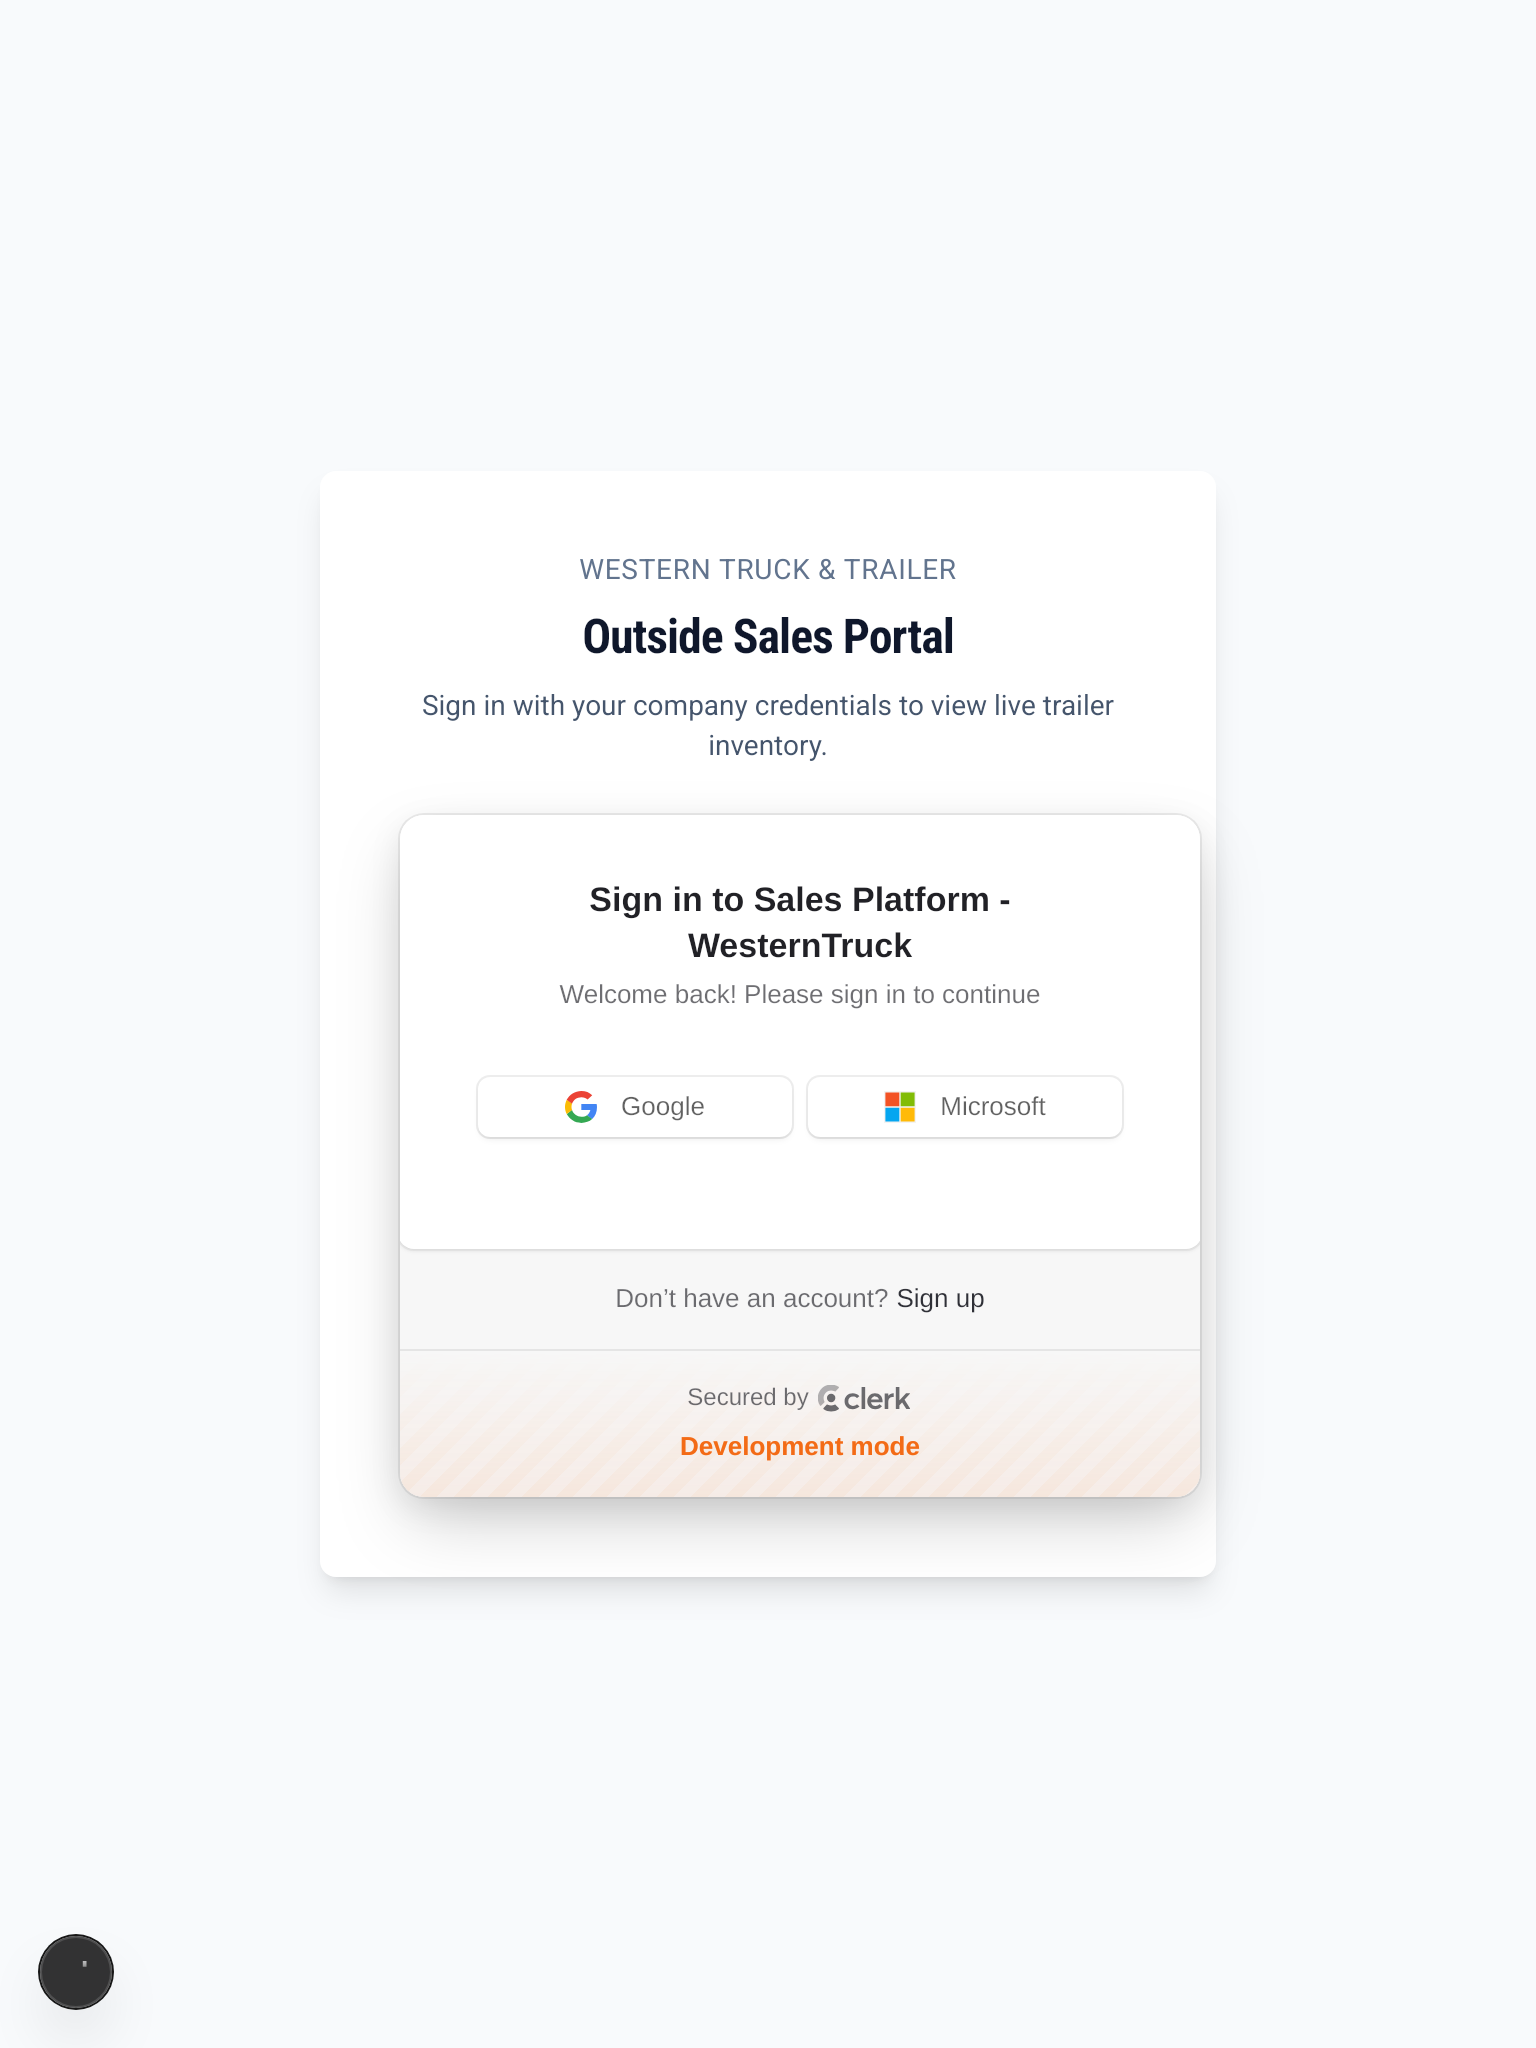 WESTERN TRUCK & TRAILER
Outside Sales Portal
Sign in with your company credentials to view live trailer
inventory.
Sign in to Sales Platform -
WesternTruck
Welcome back! Please sign in to continue
Google
Microsoft
Don’t have an account? Sign up
Secured by clerk
Development mode